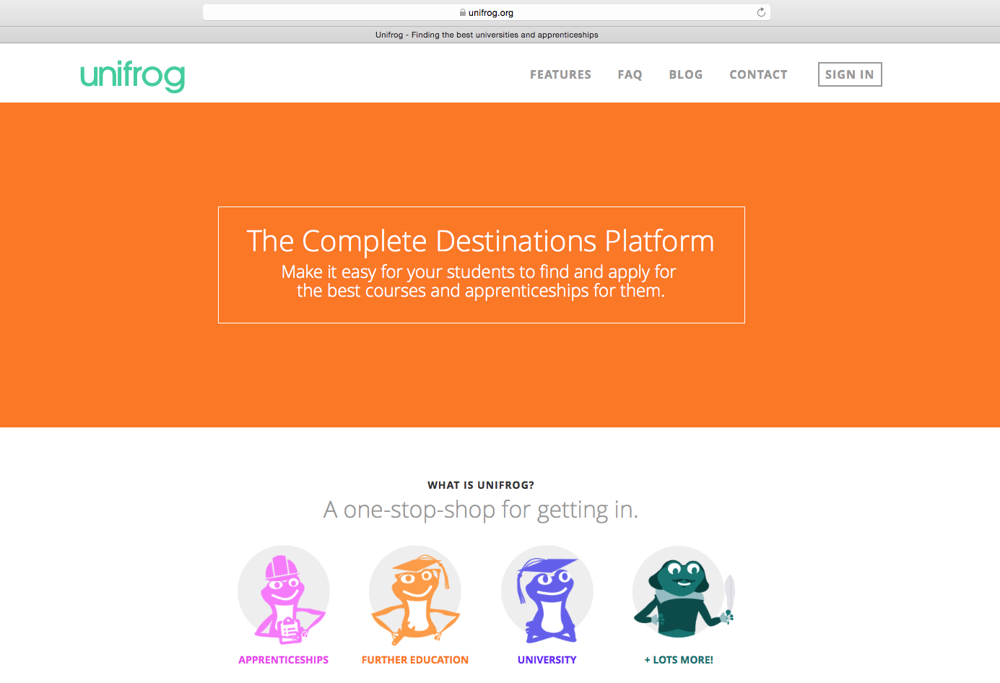 unifrog.org
Unifrog - Finding the best universities and apprenticeships
unifrog
FEATURES FAQ BLOG CONTACT SIGN IN
The Complete Destinations Platform
Make it easy for your students to find and apply for
the best courses and apprenticeships for them.
WHAT IS UNIFROG?
A one-stop-shop for getting in.
APPRENTICESHIPS FURTHER EDUCATION UNIVERSITY + LOTS MORE!